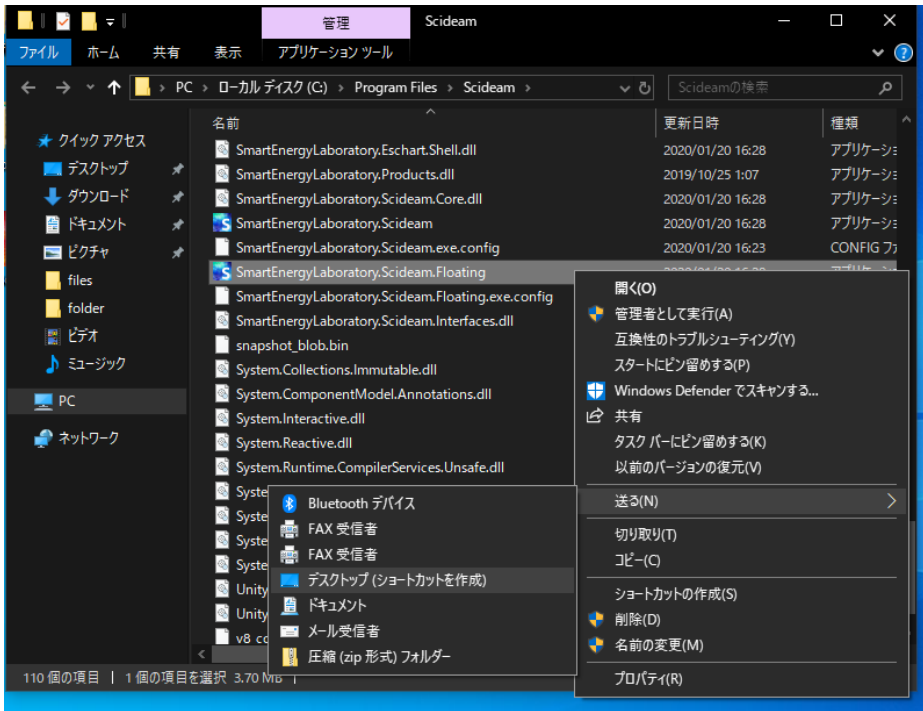 管理
Scideam
ファイル
ホーム
共有
表示
アプリケーション ツール
PC › ローカル ディスク (C:) › Program Files › Scideam ›
Scideamの検索
クイック アクセス
デスクトップ
ダウンロード
ドキュメント
ピクチャ
files
folder
ビデオ
ミュージック
PC
ネットワーク
名前 更新日時 種類
SmartEnergyLaboratory.Eschart.Shell.dll 2020/01/20 16:28 アプリケーショ
SmartEnergyLaboratory.Products.dll 2019/10/25 1:07 アプリケーショ
SmartEnergyLaboratory.Scideam.Core.dll 2020/01/20 16:28 アプリケーショ
SmartEnergyLaboratory.Scideam 2020/01/20 16:28 アプリケーショ
SmartEnergyLaboratory.Scideam.exe.config 2020/01/20 16:23 CONFIG ファ
SmartEnergyLaboratory.Scideam.Floating
SmartEnergyLaboratory.Scideam.Floating.exe.config
SmartEnergyLaboratory.Scideam.Interfaces.dll
snapshot_blob.bin
System.Collections.Immutable.dll
System.ComponentModel.Annotations.dll
System.Interactive.dll
System.Reactive.dll
System.Runtime.CompilerServices.Unsafe.dll
Syste
Syste
Syste
Syste
Unity
Unity
v8_co
開く(O)
管理者として実行(A)
互換性のトラブルシューティング(Y)
スタートにピン留めする(P)
Windows Defender でスキャンする...
共有
タスク バーにピン留めする(K)
以前のバージョンの復元(V)
送る(N)
切り取り(T)
コピー(C)
ショートカットの作成(S)
削除(D)
名前の変更(M)
プロパティ(R)
Bluetooth デバイス
FAX 受信者
FAX 受信者
デスクトップ (ショートカットを作成)
ドキュメント
メール受信者
圧縮 (zip 形式) フォルダー
110 個の項目 | 1 個の項目を選択 3.70 MB |